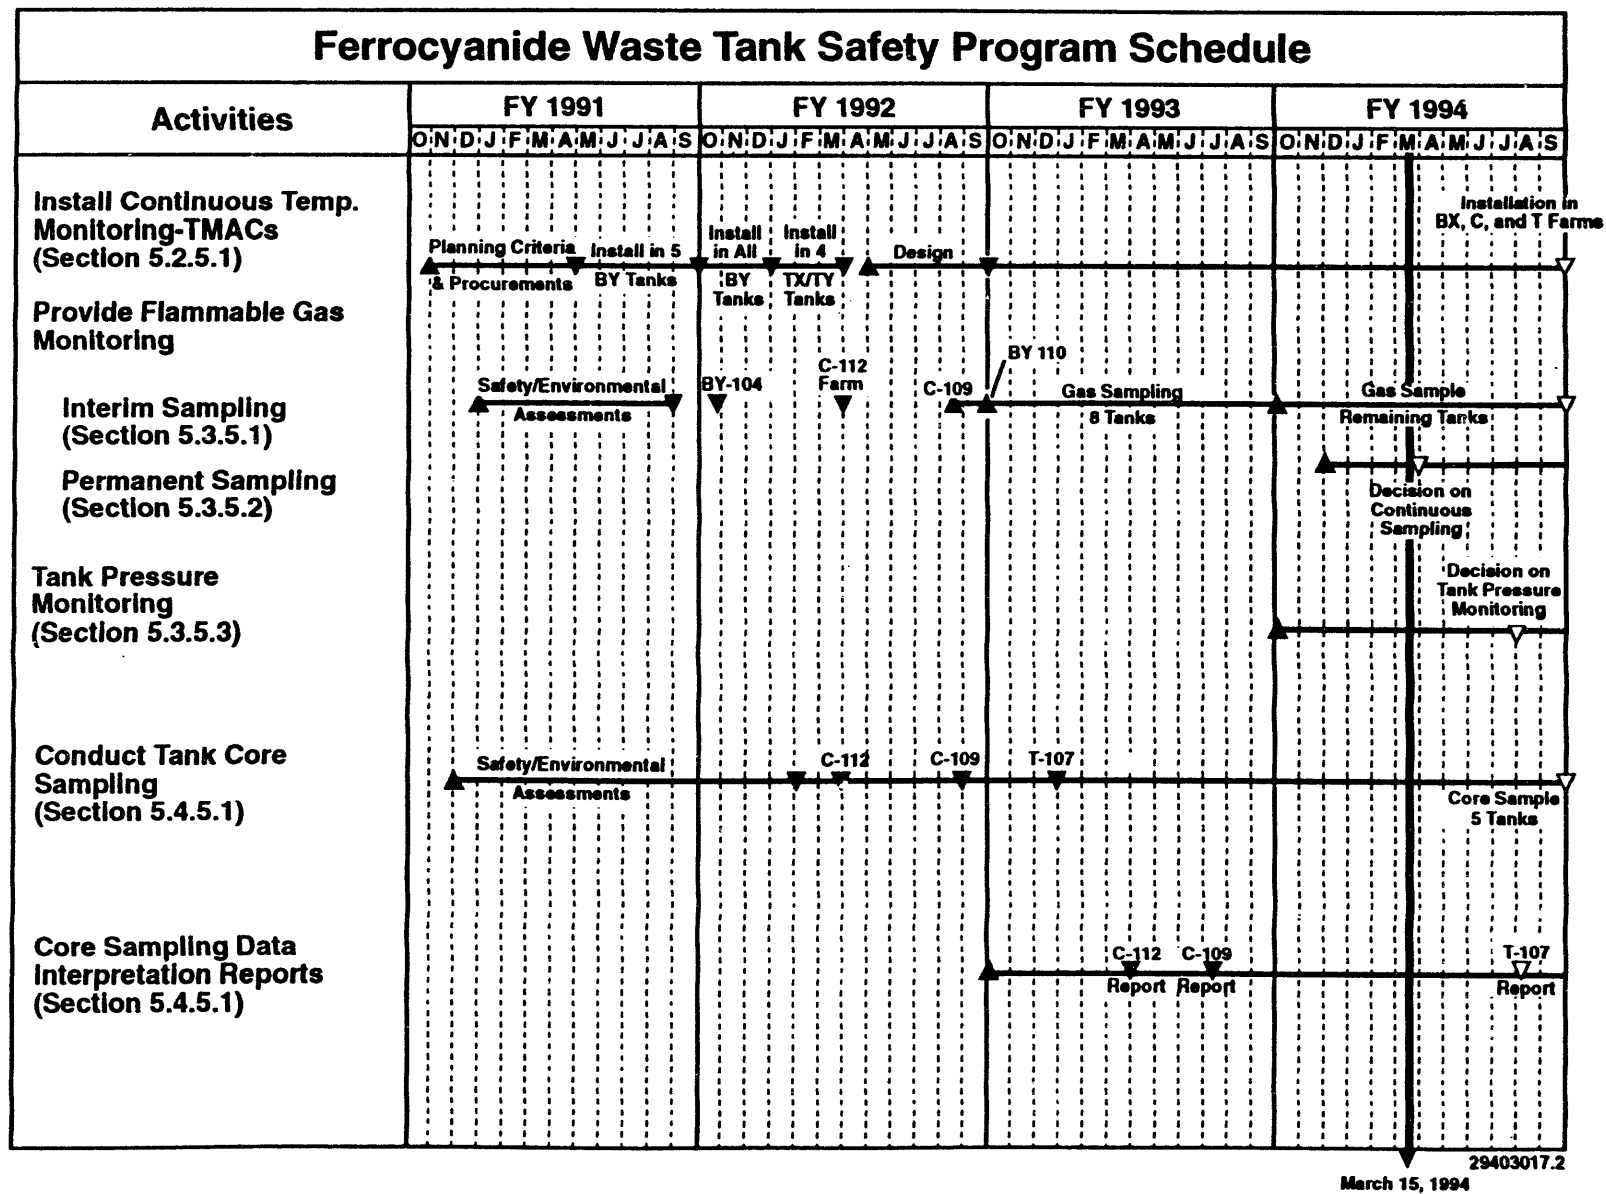 Ferrocyanide Waste Tank Safety Program Schedule
Activities
FY 1991
FY 1992
FY 1993
FY 1994
O N D J F M A M J J A S
O N D J F M A M J J A S
O N D J F M A M J J A S
O N D J F M A M J J A S
Install Continuous Temp.
Monitoring-TMACs
(Section 5.2.5.1)
Planning Criteria
& Procurements
Install in 5
BY Tanks
Install
in All
BY
Tanks
Install
in 4
TX/TY
Tanks
Design
Installation in
BX, C, and T Farms
Provide Flammable Gas
Monitoring
Interim Sampling
(Section 5.3.5.1)
Safety/Environmental
Assessments
BY-104
C-112
Farm
C-109
BY 110
Gas Sampling
8 Tanks
Gas Sample
Remaining Tanks
Permanent Sampling
(Section 5.3.5.2)
Decision on
Continuous
Sampling
Tank Pressure
Monitoring
(Section 5.3.5.3)
Decision on
Tank Pressure
Monitoring
Conduct Tank Core
Sampling
(Section 5.4.5.1)
Safety/Environmental
Assessments
C-112
C-109
T-107
Core Sample
5 Tanks
Core Sampling Data
Interpretation Reports
(Section 5.4.5.1)
C-112
Report
C-109
Report
T-107
Report
29403017.2
March 15, 1994